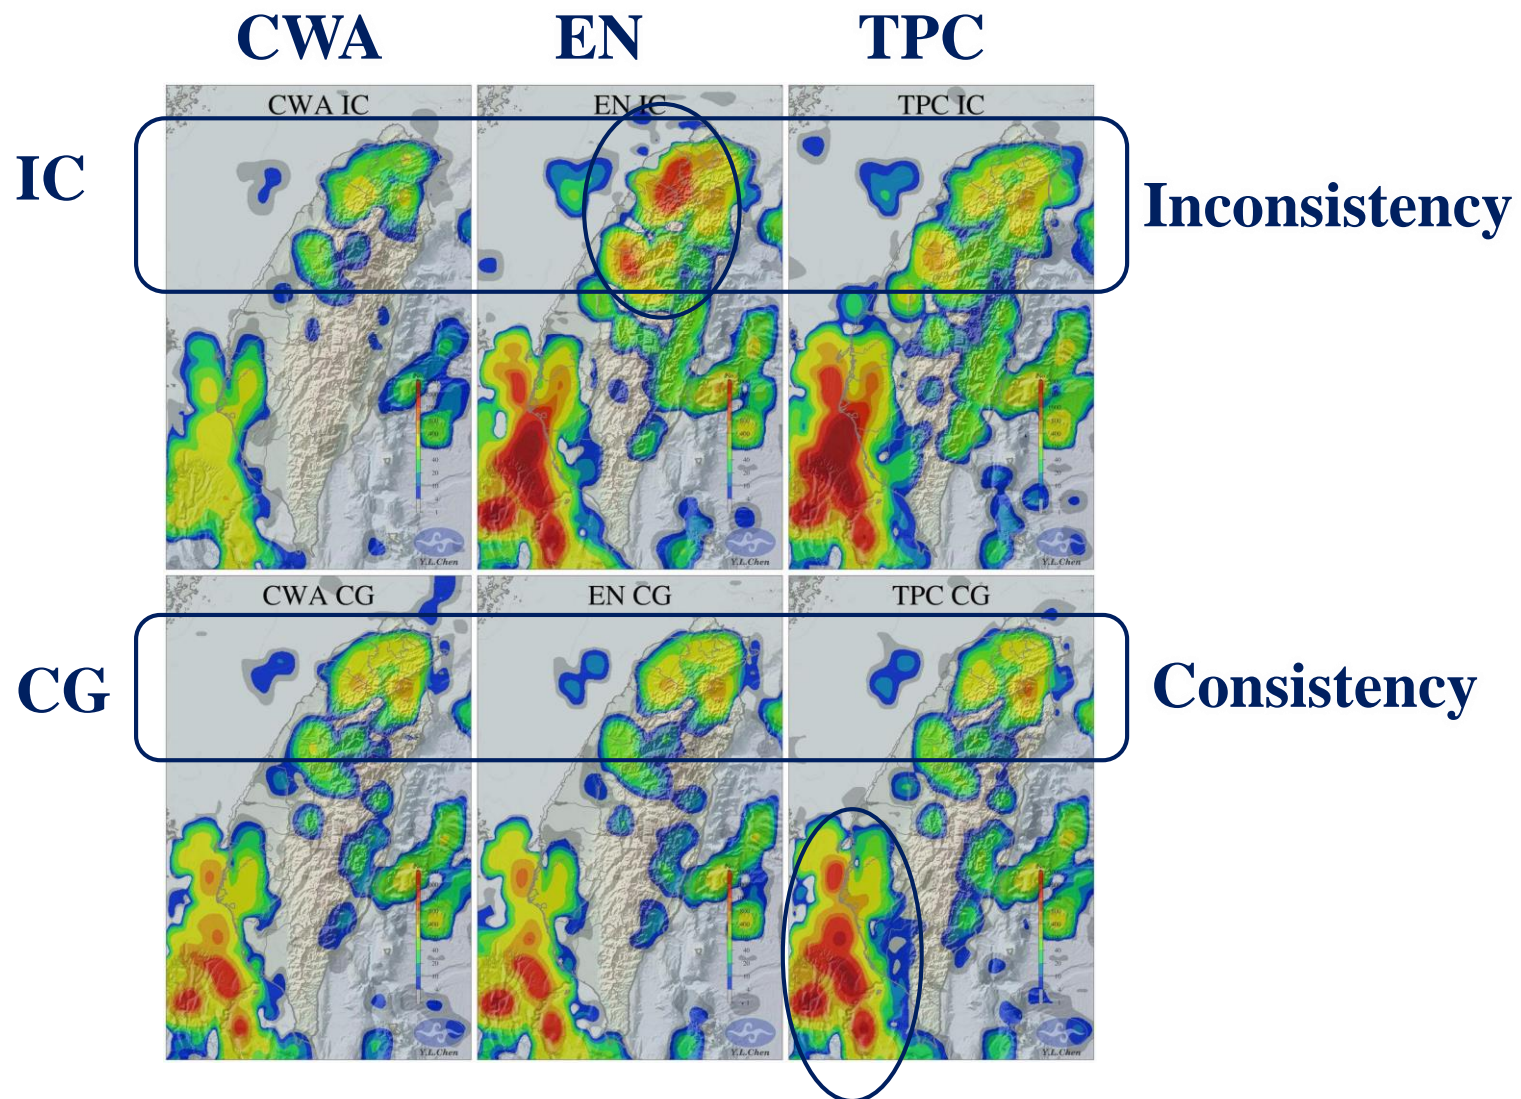 CWA EN TPC
CWA IC EN IC TPC IC
IC
Inconsistency
Y.L.Chen Y.L.Chen Y.L.Chen
CWA CG EN CG TPC CG
CG
Consistency
Y.L.Chen Y.L.Chen Y.L.Chen